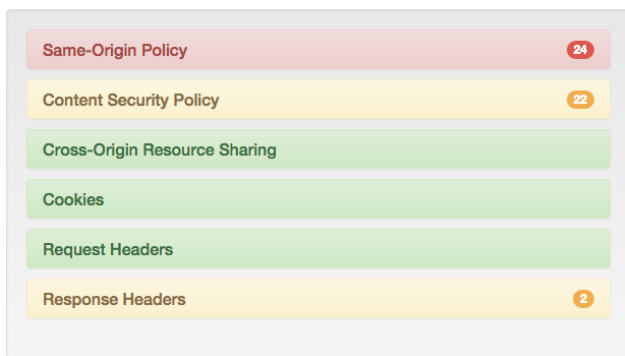 Same-Origin Policy 24
Content Security Policy 22
Cross-Origin Resource Sharing
Cookies
Request Headers
Response Headers 2